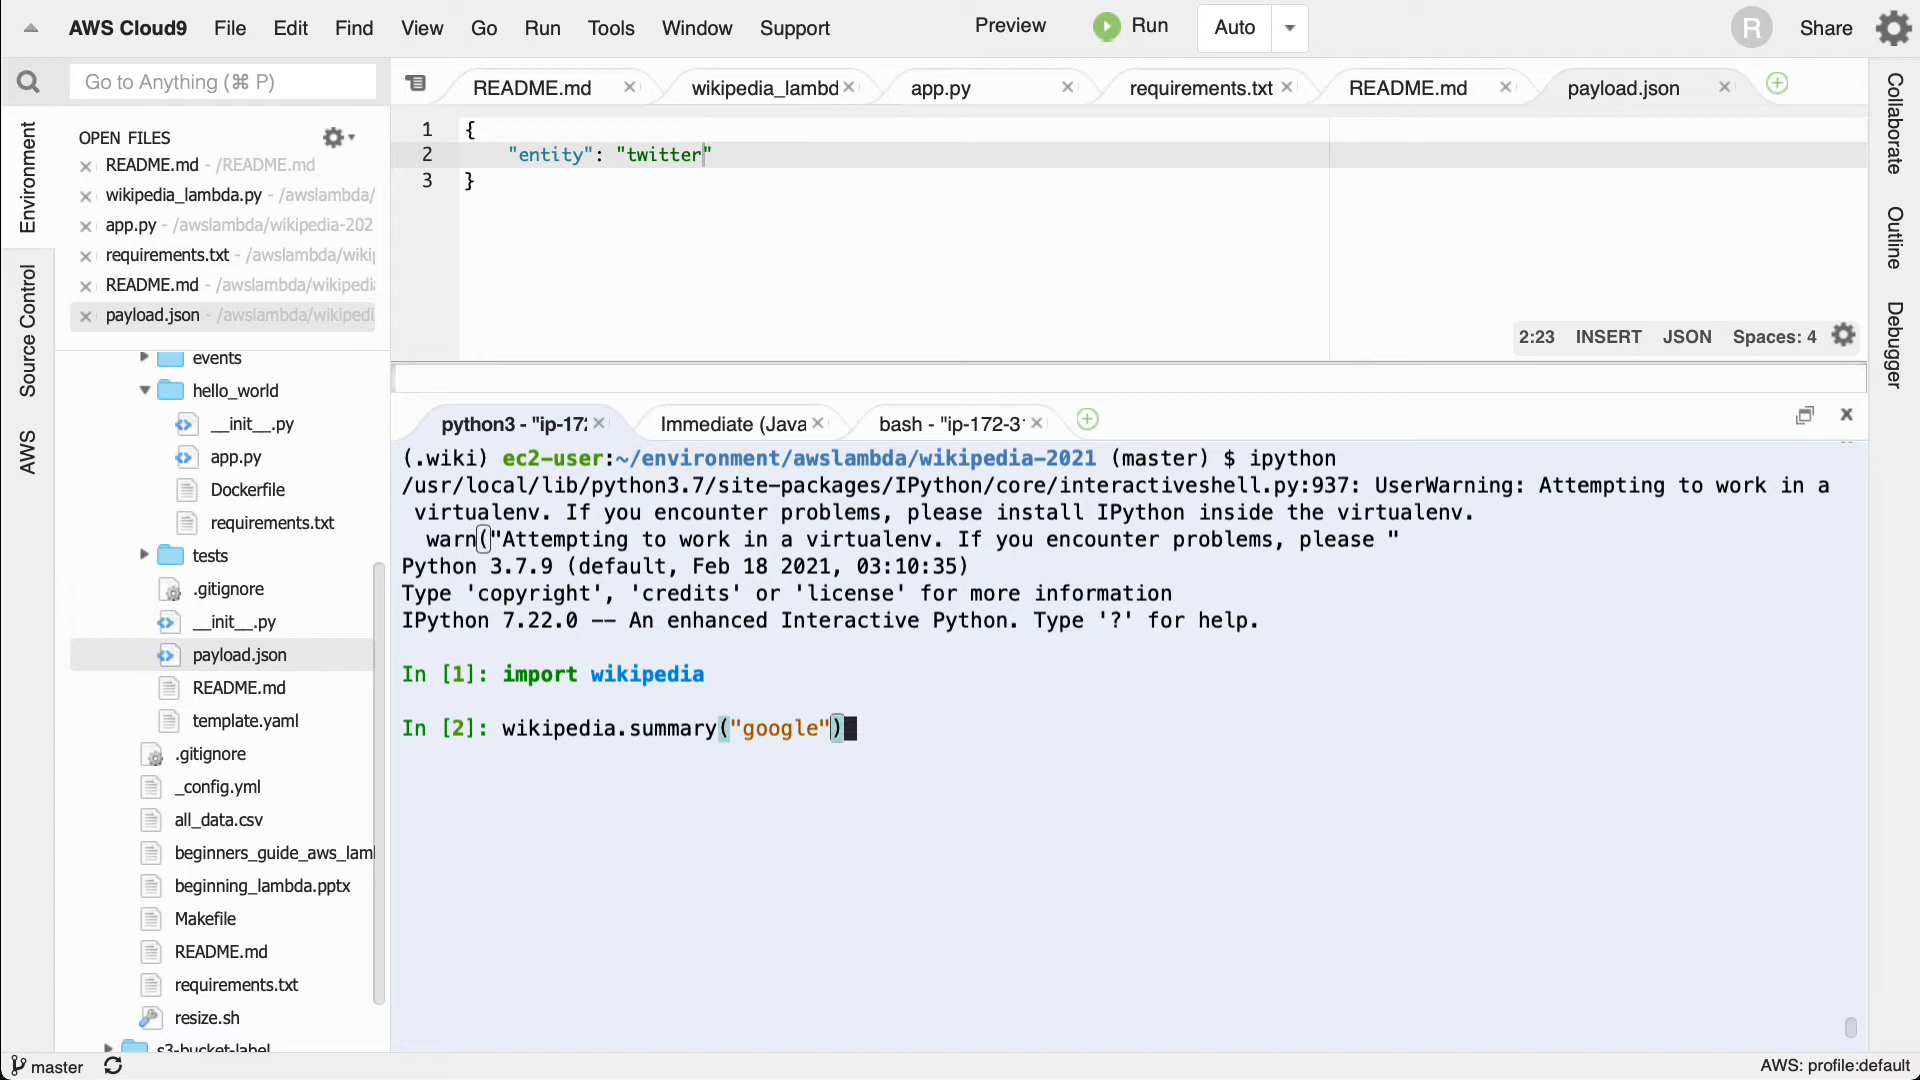 AWS Cloud9 File Edit Find View Go Run Tools Window Support Preview Run Auto R Share
Go to Anything (⌘ P)
README.md wikipedia_lambd app.py requirements.txt README.md payload.json
Environment
Source Control
AWS
OPEN FILES
README.md - /README.md
wikipedia_lambda.py - /awslambda/
app.py - /awslambda/wikipedia-202
requirements.txt - /awslambda/wikip
README.md - /awslambda/wikipedia
payload.json - /awslambda/wikipedi
events
hello_world
__init__.py
app.py
Dockerfile
requirements.txt
tests
.gitignore
__init__.py
payload.json
README.md
template.yaml
.gitignore
_config.yml
all_data.csv
beginners_guide_aws_laml
beginning_lambda.pptx
Makefile
README.md
requirements.txt
resize.sh
s3-bucket-label
1 {
2 "entity": "twitter"
3 }
2:23 INSERT JSON Spaces: 4
python3 - "ip-17: Immediate (Java bash - "ip-172-3
(.wiki) ec2-user:~/environment/awslambda/wikipedia-2021 (master) $ ipython
/usr/local/lib/python3.7/site-packages/IPython/core/interactiveshell.py:937: UserWarning: Attempting to work in a
virtualenv. If you encounter problems, please install IPython inside the virtualenv.
warn("Attempting to work in a virtualenv. If you encounter problems, please "
Python 3.7.9 (default, Feb 18 2021, 03:10:35)
Type 'copyright', 'credits' or 'license' for more information
IPython 7.22.0 -- An enhanced Interactive Python. Type '?' for help.
In [1]: import wikipedia
In [2]: wikipedia.summary("google")
Collaborate
Outline
Debugger
master
AWS: profile:default